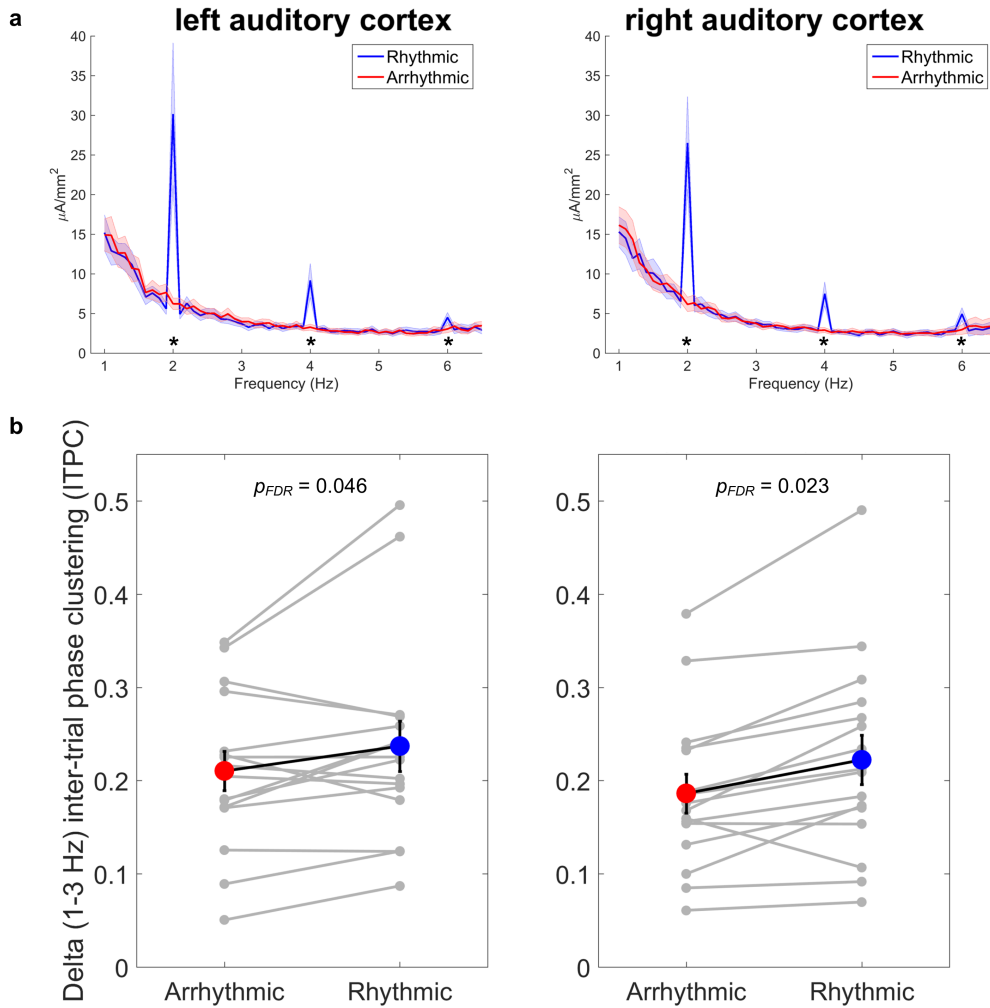 a
left auditory cortex
40
35
30
25
20
15
10
5
0
μA/mm²
Rhythmic
Arrhythmic
* * *
1 2 3 4 5 6
Frequency (Hz)
right auditory cortex
40
35
30
25
20
15
10
5
0
μA/mm²
Rhythmic
Arrhythmic
* * *
1 2 3 4 5 6
Frequency (Hz)
b
Delta (1-3 Hz) inter-trial phase clustering (ITPC)
0.5
0.4
0.3
0.2
0.1
0
pFDR = 0.046
Arrhythmic Rhythmic
0.5
0.4
0.3
0.2
0.1
0
pFDR = 0.023
Arrhythmic Rhythmic